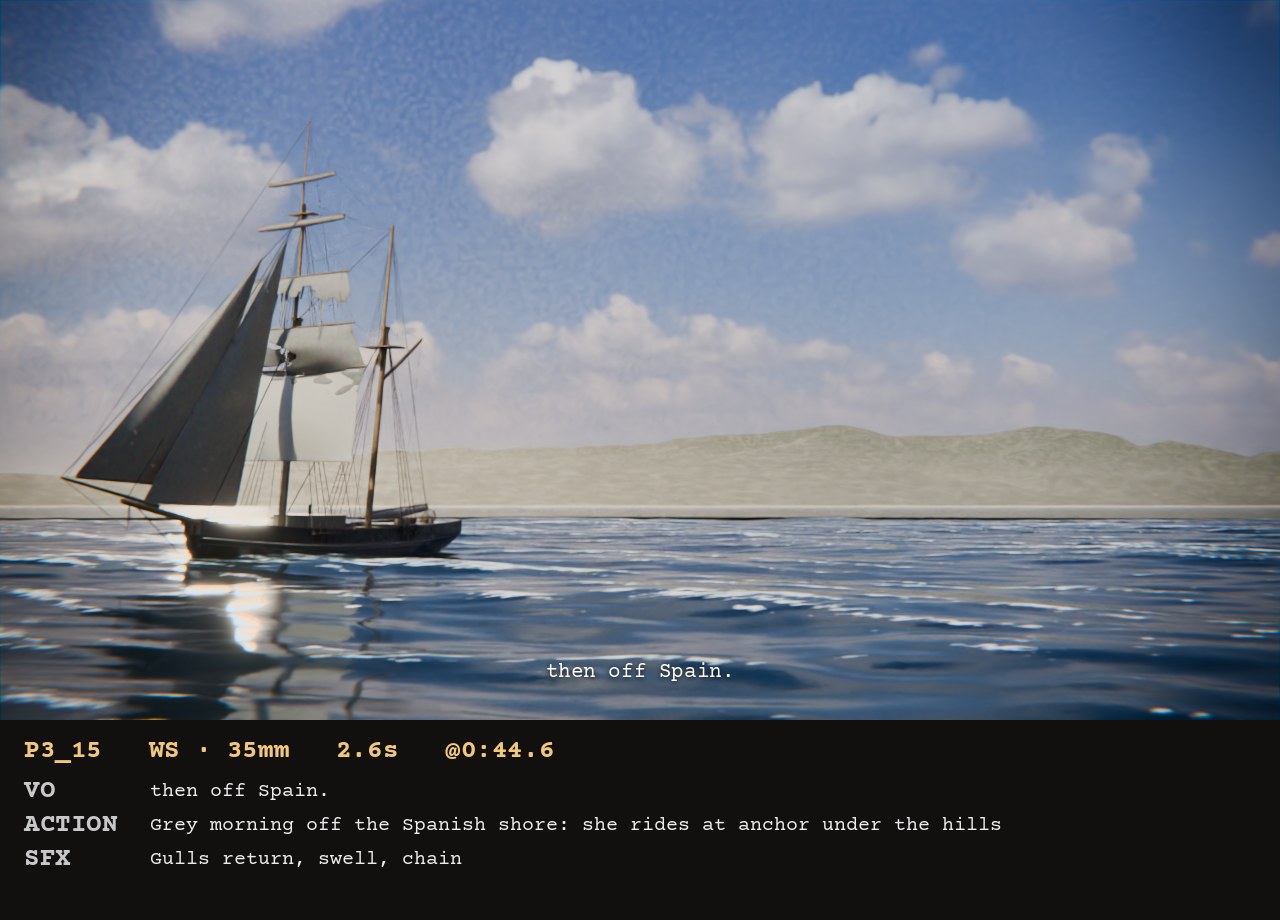 then off Spain.
P3_15 WS · 35mm 2.6s @0:44.6
VO then off Spain.
ACTION Grey morning off the Spanish shore: she rides at anchor under the hills
SFX Gulls return, swell, chain